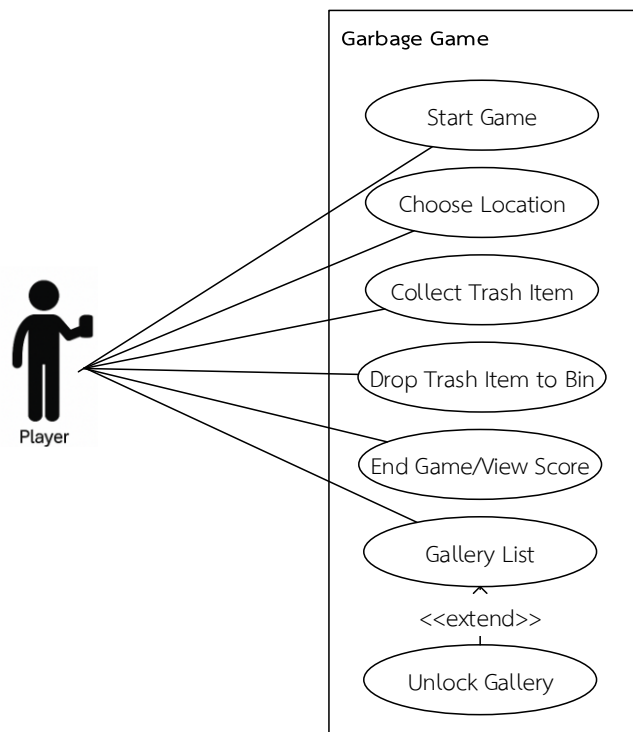 Garbage Game
Start Game
Choose Location
Collect Trash Item
Drop Trash Item to Bin
Player
End Game/View Score
Gallery List
<<extend>>
Unlock Gallery